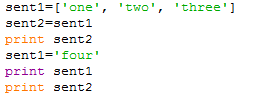 sent1=['one', 'two', 'three']
sent2=sent1
print sent2
sent1='four'
print sent1
print sent2